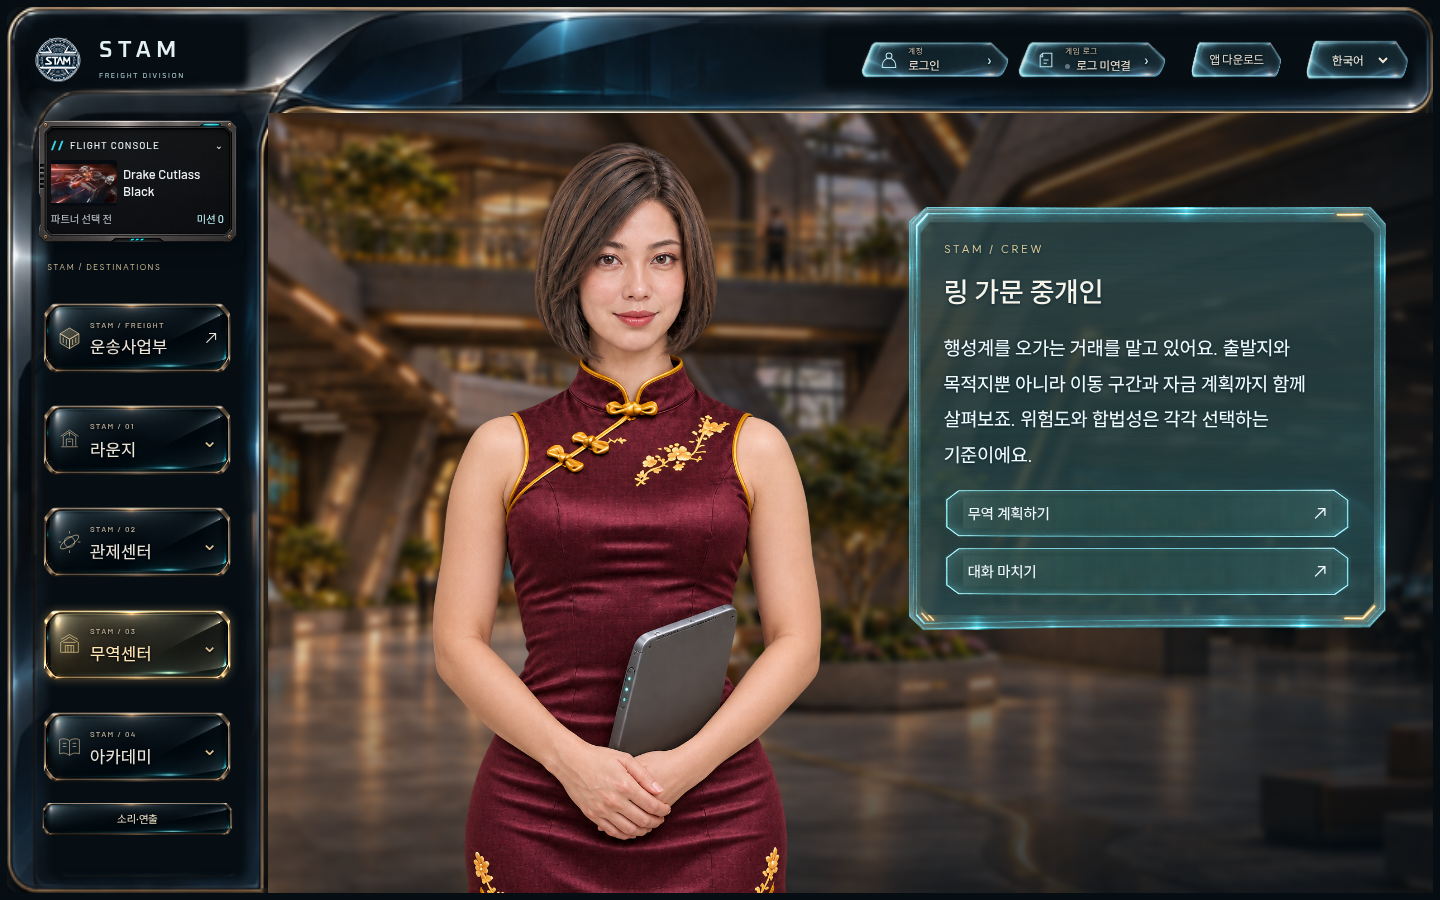 STAM
STAM
FREIGHT DIVISION
계정
로그인
게임 로그
로그 미연결
앱 다운로드
한국어
// FLIGHT CONSOLE
Drake Cutlass
Black
파트너 선택 전
미션 0
STAM / DESTINATIONS
STAM / FREIGHT
운송사업부
STAM / 01
라운지
STAM / 02
관제센터
STAM / 03
무역센터
STAM / 04
아카데미
소리·연출
STAM / CREW
링 가문 중개인
행성계를 오가는 거래를 맡고 있어요. 출발지와
목적지뿐 아니라 이동 구간과 자금 계획까지 함께
살펴보죠. 위험도와 합법성은 각각 선택하는
기준이에요.
무역 계획하기
대화 마치기